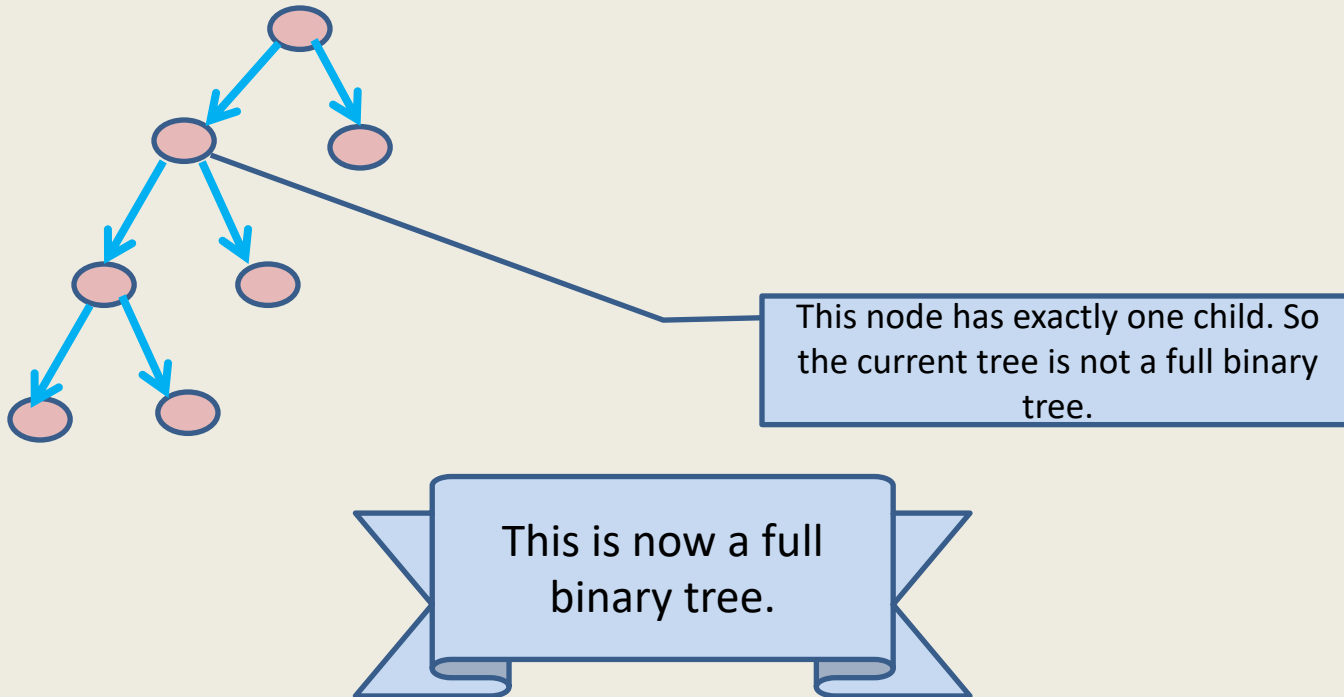 This node has exactly one child. So
the current tree is not a full binary
tree.
This is now a full
binary tree.